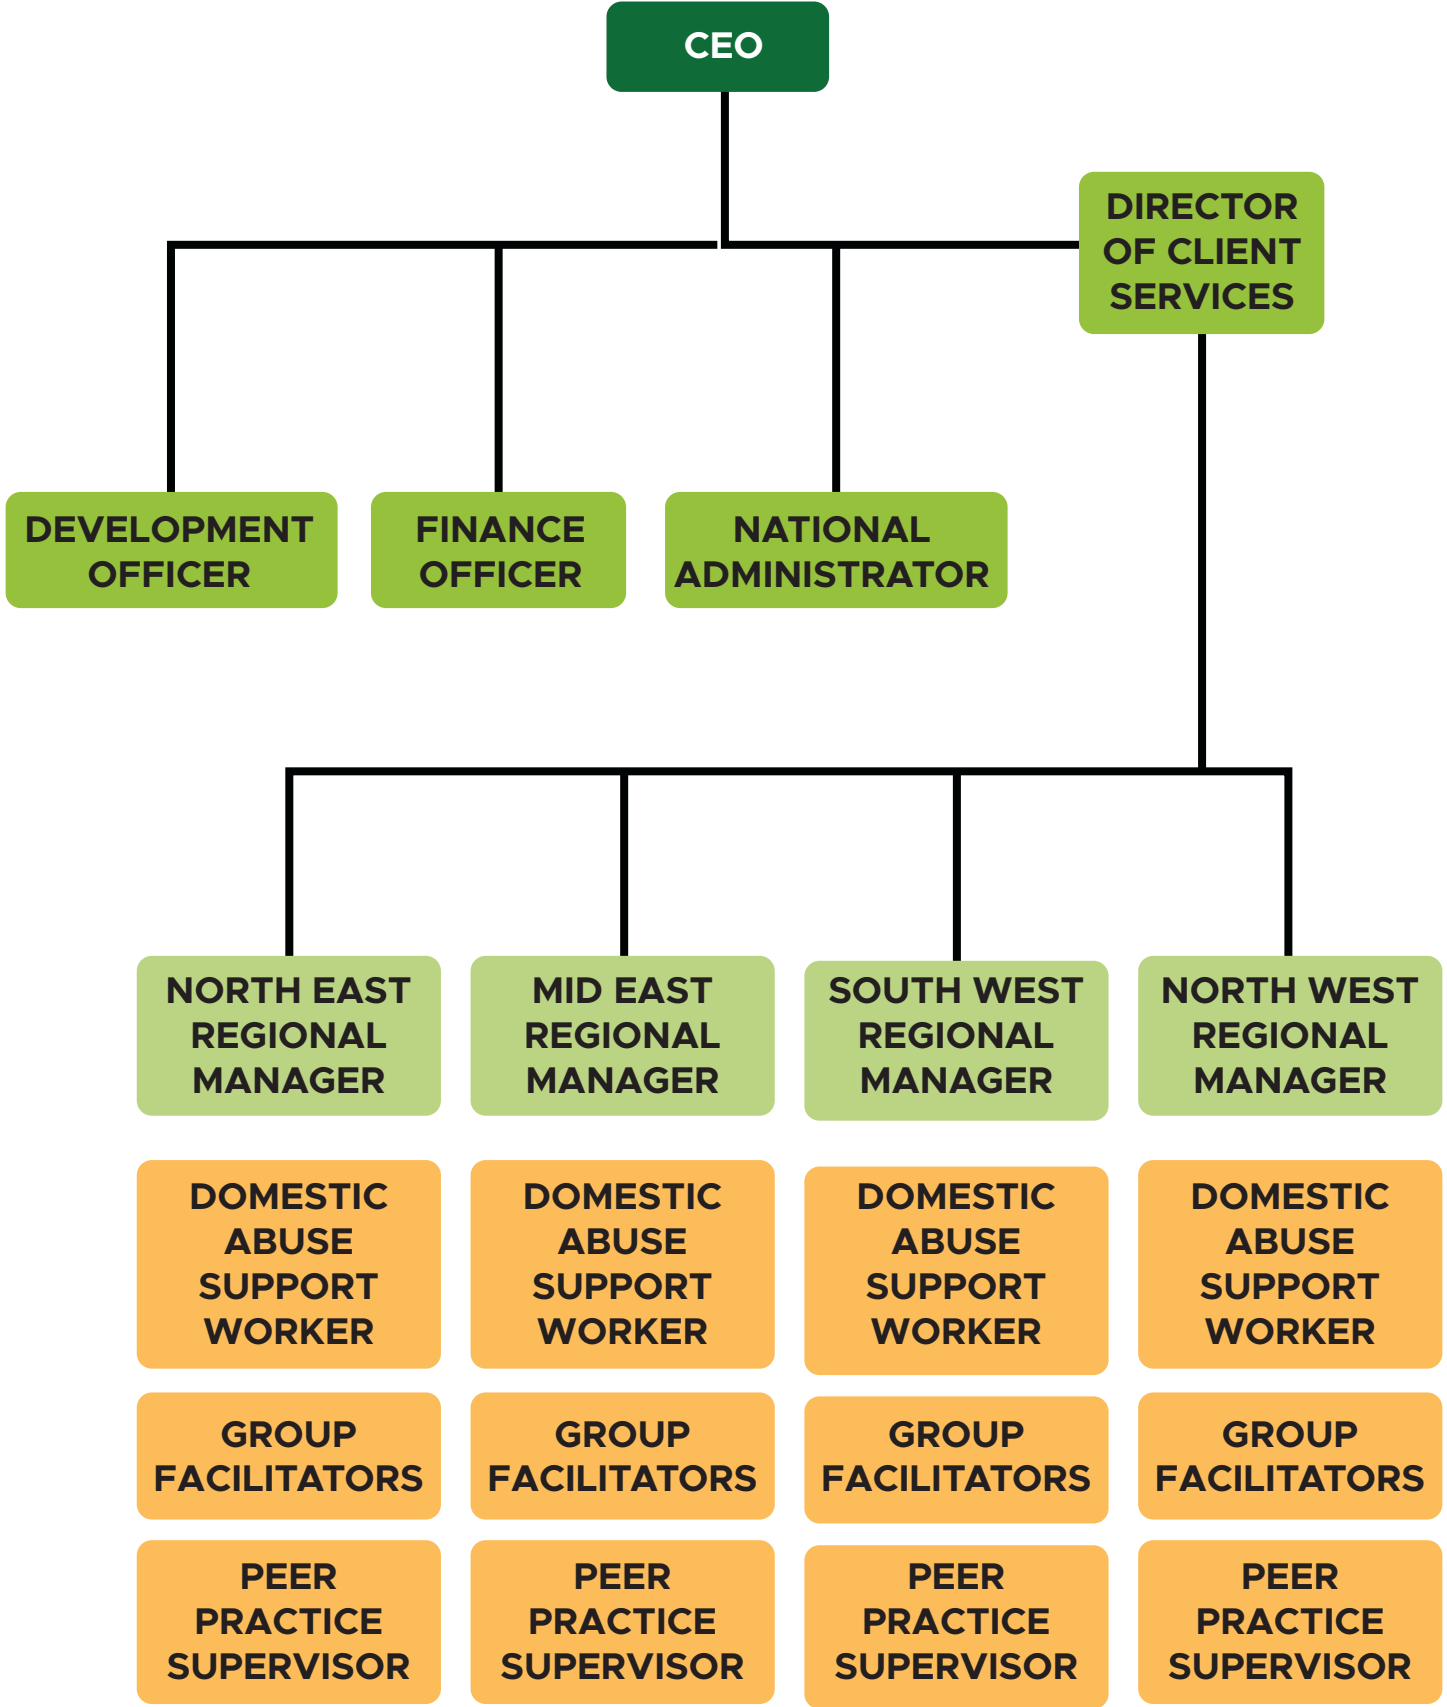 CEO
DIRECTOR
OF CLIENT
SERVICES
DEVELOPMENT
OFFICER
FINANCE
OFFICER
NATIONAL
ADMINISTRATOR
NORTH EAST
REGIONAL
MANAGER
MID EAST
REGIONAL
MANAGER
SOUTH WEST
REGIONAL
MANAGER
NORTH WEST
REGIONAL
MANAGER
DOMESTIC
ABUSE
SUPPORT
WORKER
DOMESTIC
ABUSE
SUPPORT
WORKER
DOMESTIC
ABUSE
SUPPORT
WORKER
DOMESTIC
ABUSE
SUPPORT
WORKER
GROUP
FACILITATORS
GROUP
FACILITATORS
GROUP
FACILITATORS
GROUP
FACILITATORS
PEER
PRACTICE
SUPERVISOR
PEER
PRACTICE
SUPERVISOR
PEER
PRACTICE
SUPERVISOR
PEER
PRACTICE
SUPERVISOR